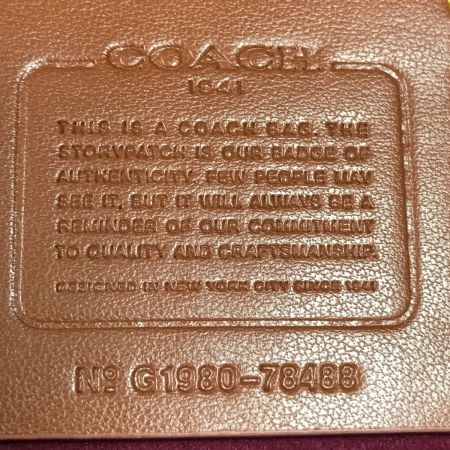 COACH
1941
THIS IS A COACH BAG. THE
STORYPATCH IS OUR BADGE OF
AUTHENTICITY. FEW PEOPLE MAY
SEE IT, BUT IT WILL ALWAYS BE A
REMINDER OF OUR COMMITMENT
TO QUALITY AND CRAFTSMANSHIP.
DESIGNED IN NEW YORK CITY SINCE 1941
Nº G1980-78488